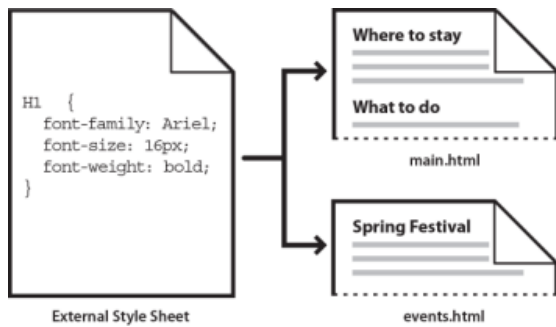 H1 {
font-family: Ariel;
font-size: 16px;
font-weight: bold;
}
External Style Sheet
Where to stay
What to do
main.html
Spring Festival
events.html